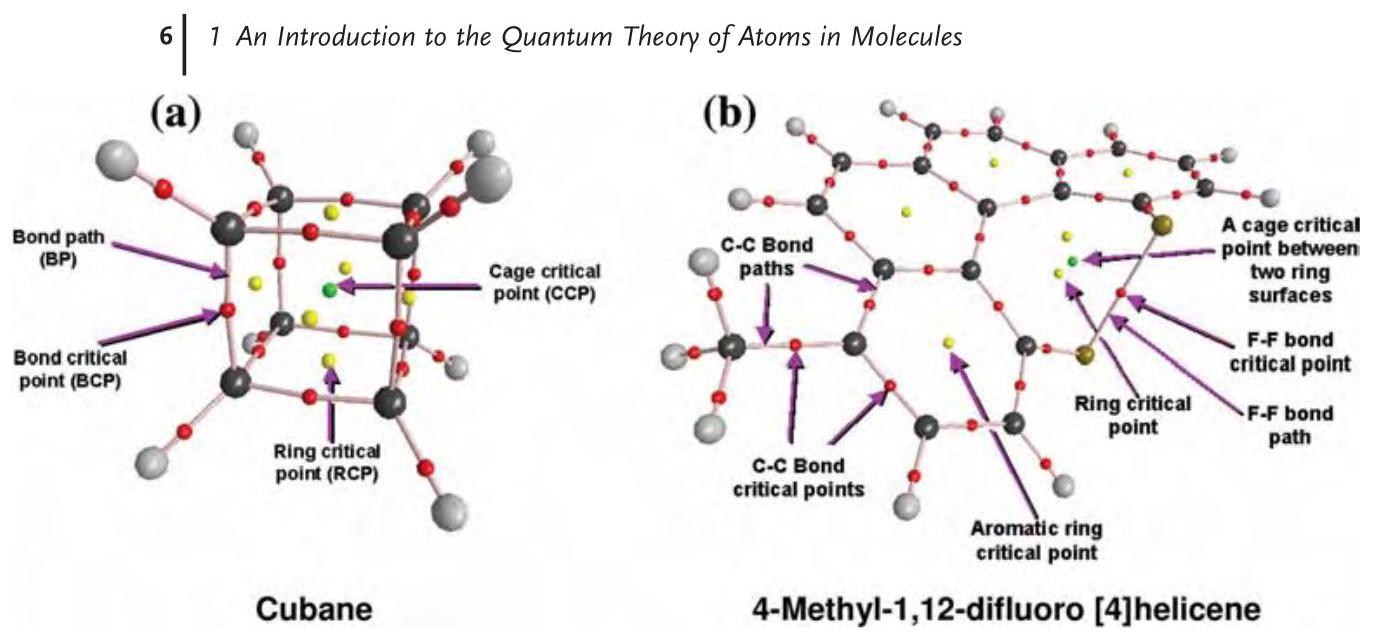 6 1 An Introduction to the Quantum Theory of Atoms in Molecules
(a)
Bond path
(BP)
Bond critical
point (BCP)
Cage critical
point (CCP)
Ring critical
point (RCP)
Cubane
(b)
C-C Bond
paths
A cage critical
point between
two ring
surfaces
F-F bond
critical point
Ring critical
point
F-F bond
path
C-C Bond
critical points
Aromatic ring
critical point
4-Methyl-1,12-difluoro [4]helicene